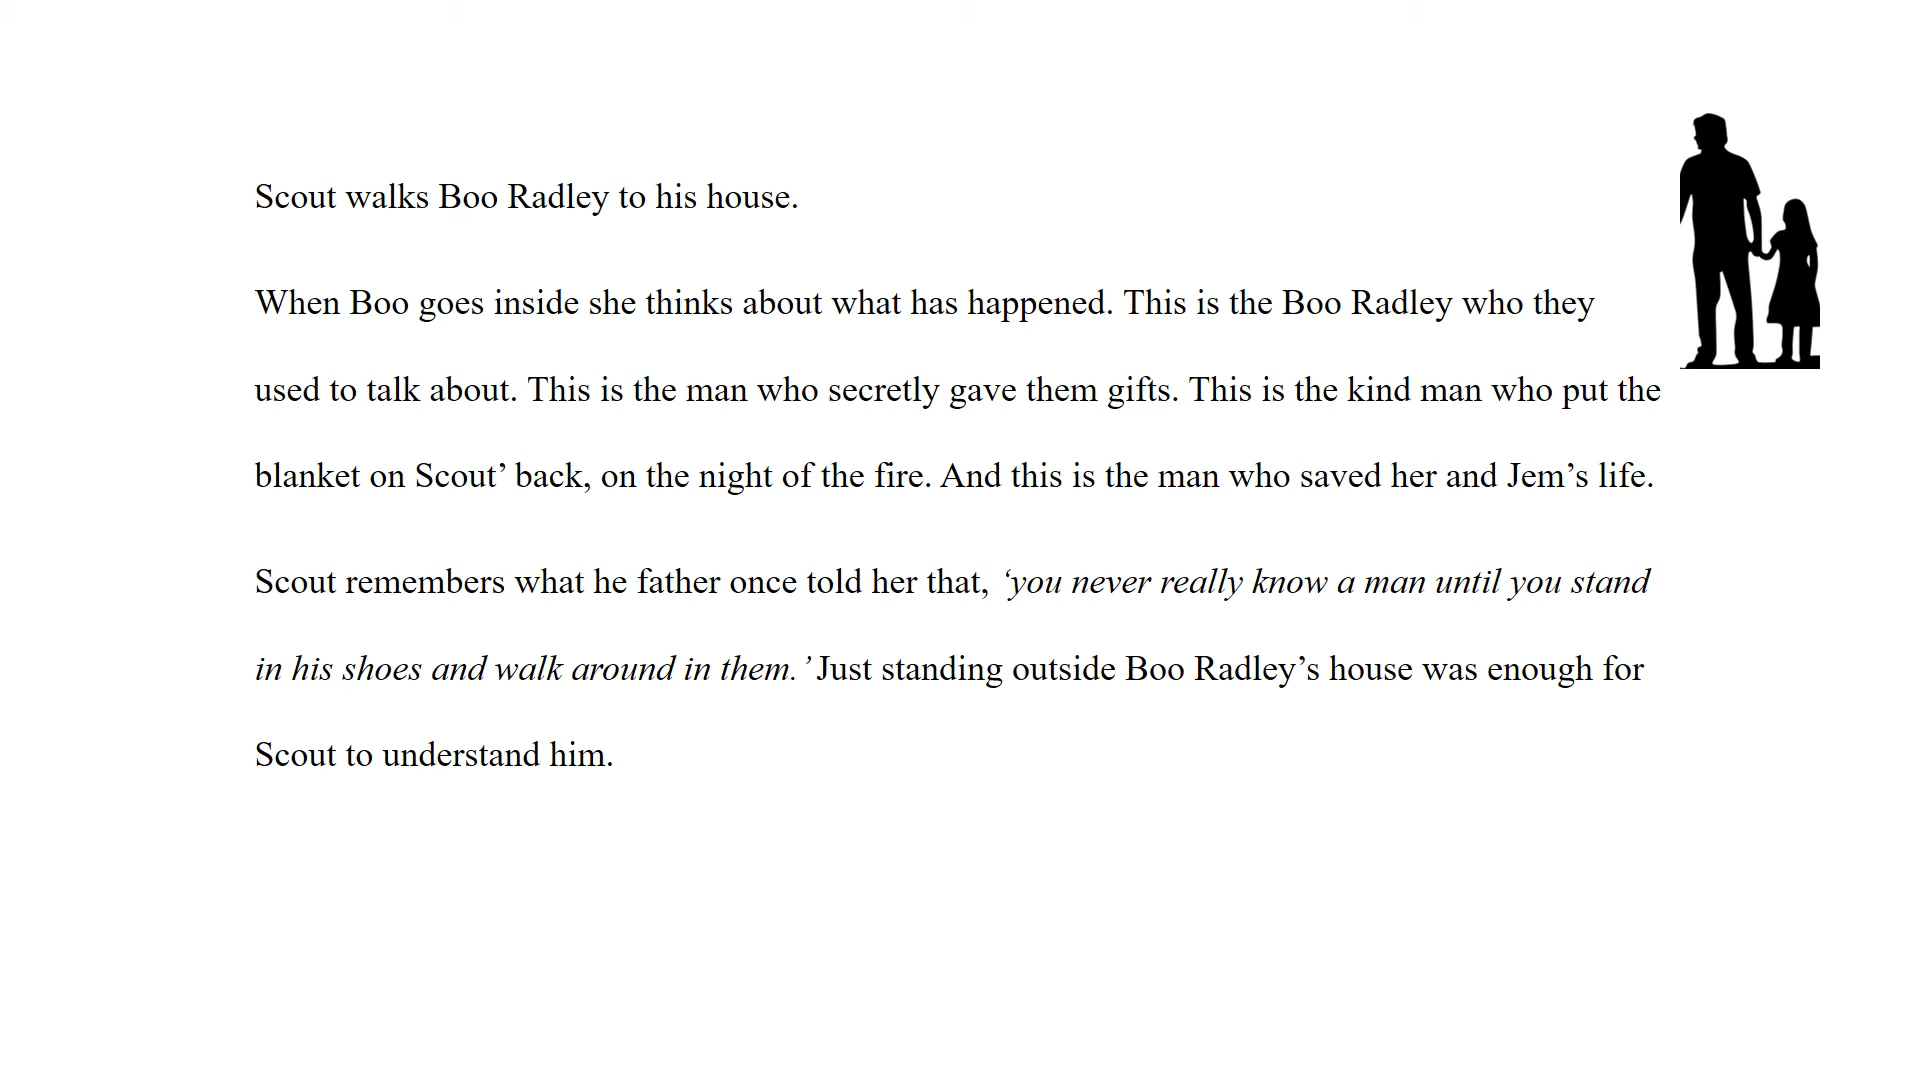 Scout walks Boo Radley to his house.
When Boo goes inside she thinks about what has happened. This is the Boo Radley who they
used to talk about. This is the man who secretly gave them gifts. This is the kind man who put the
blanket on Scout’ back, on the night of the fire. And this is the man who saved her and Jem’s life.
Scout remembers what he father once told her that, ‘you never really know a man until you stand
in his shoes and walk around in them.’ Just standing outside Boo Radley’s house was enough for
Scout to understand him.